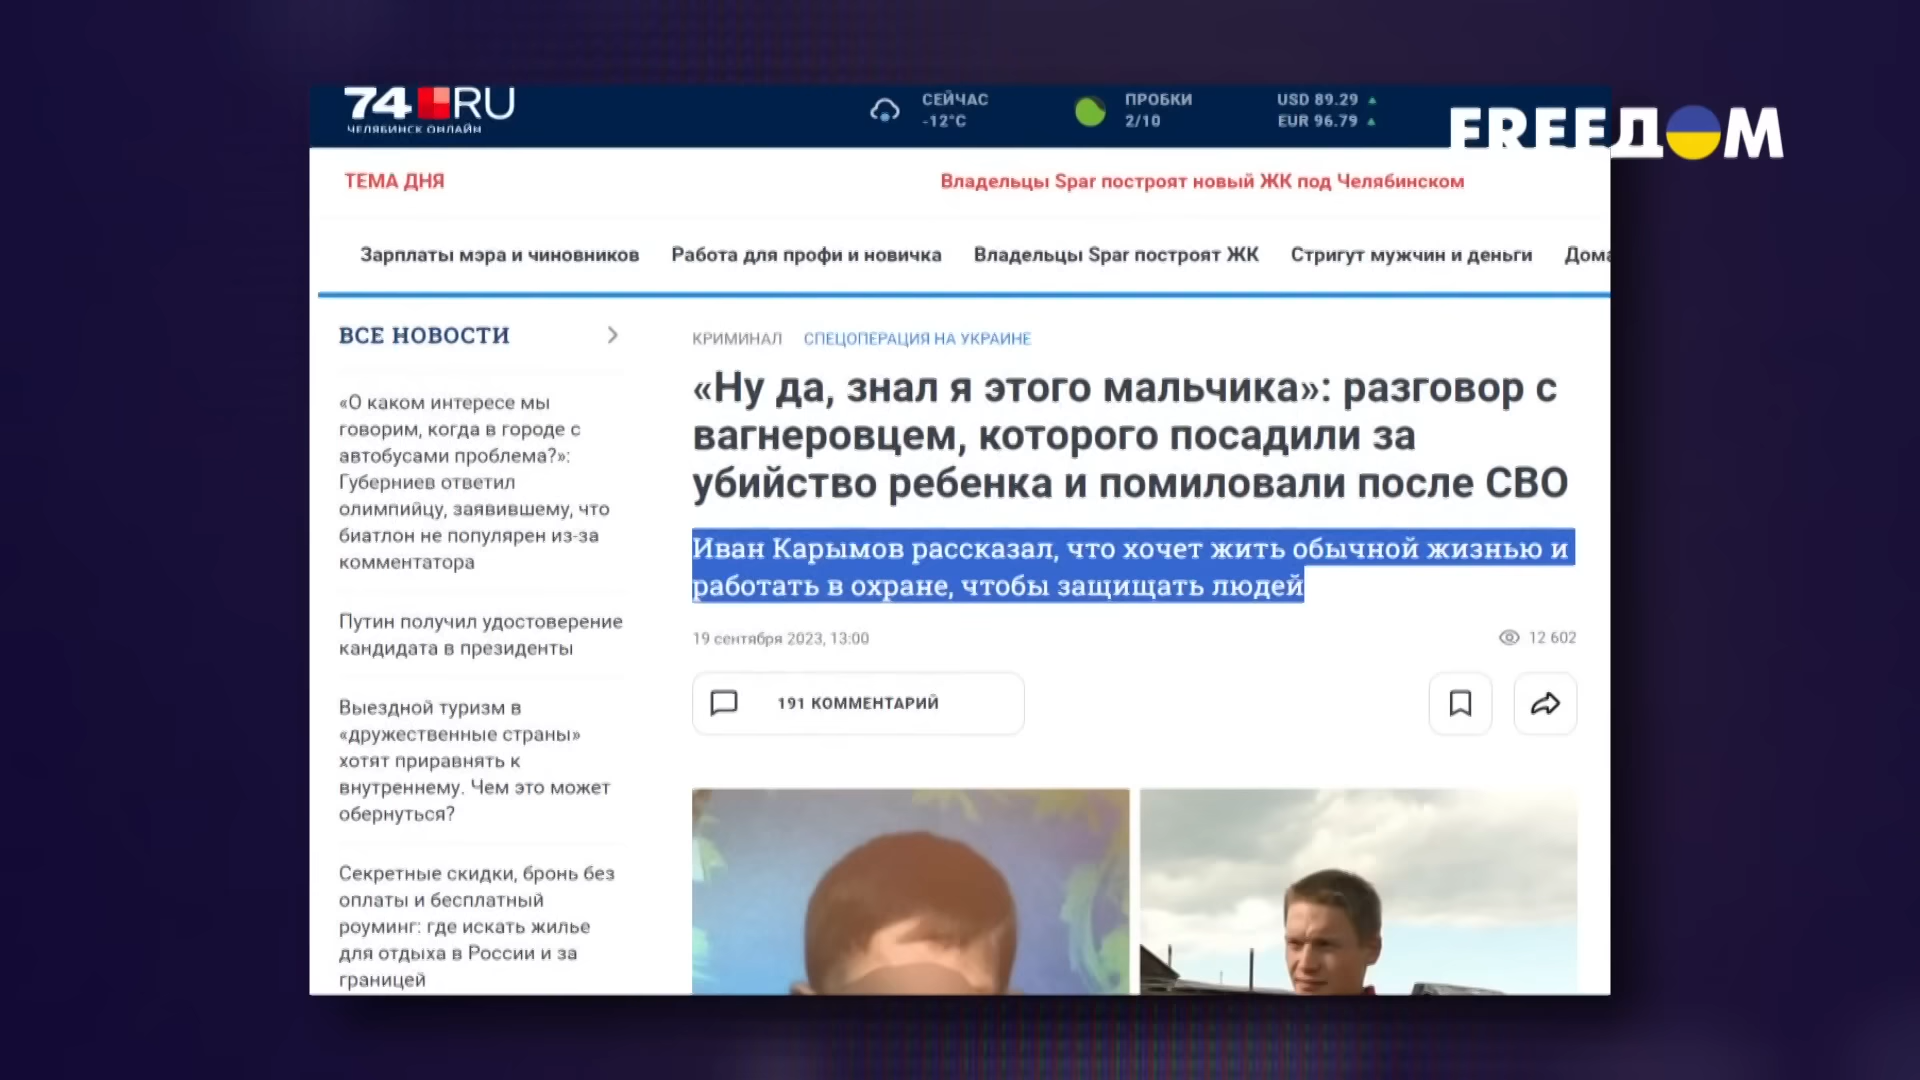 74 RU
ЧЕЛЯБИНСК ОНЛАЙН
СЕЙЧАС
-12°C
ПРОБКИ
2/10
USD 89.29
EUR 96.79
FREEДOM
ТЕМА ДНЯ
Владельцы Spar построят новый ЖК под Челябинском
Зарплаты мэра и чиновников Работа для профи и новичка Владельцы Spar построят ЖК Стригут мужчин и деньги Дома
ВСЕ НОВОСТИ
«О каком интересе мы
говорим, когда в городе с
автобусами проблема?»:
Губерниев ответил
олимпийцу, заявившему, что
биатлон не популярен из-за
комментатора
Путин получил удостоверение
кандидата в президенты
Выездной туризм в
«дружественные страны»
хотят приравнять к
внутреннему. Чем это может
обернуться?
Секретные скидки, бронь без
оплаты и бесплатный
роуминг: где искать жилье
для отдыха в России и за
границей
КРИМИНАЛ СПЕЦОПЕРАЦИЯ НА УКРАИНЕ
«Ну да, знал я этого мальчика»: разговор с
вагнеровцем, которого посадили за
убийство ребенка и помиловали после СВО
Иван Карымов рассказал, что хочет жить обычной жизнью и
работать в охране, чтобы защищать людей
19 сентября 2023, 13:00
12 602
191 КОММЕНТАРИЙ